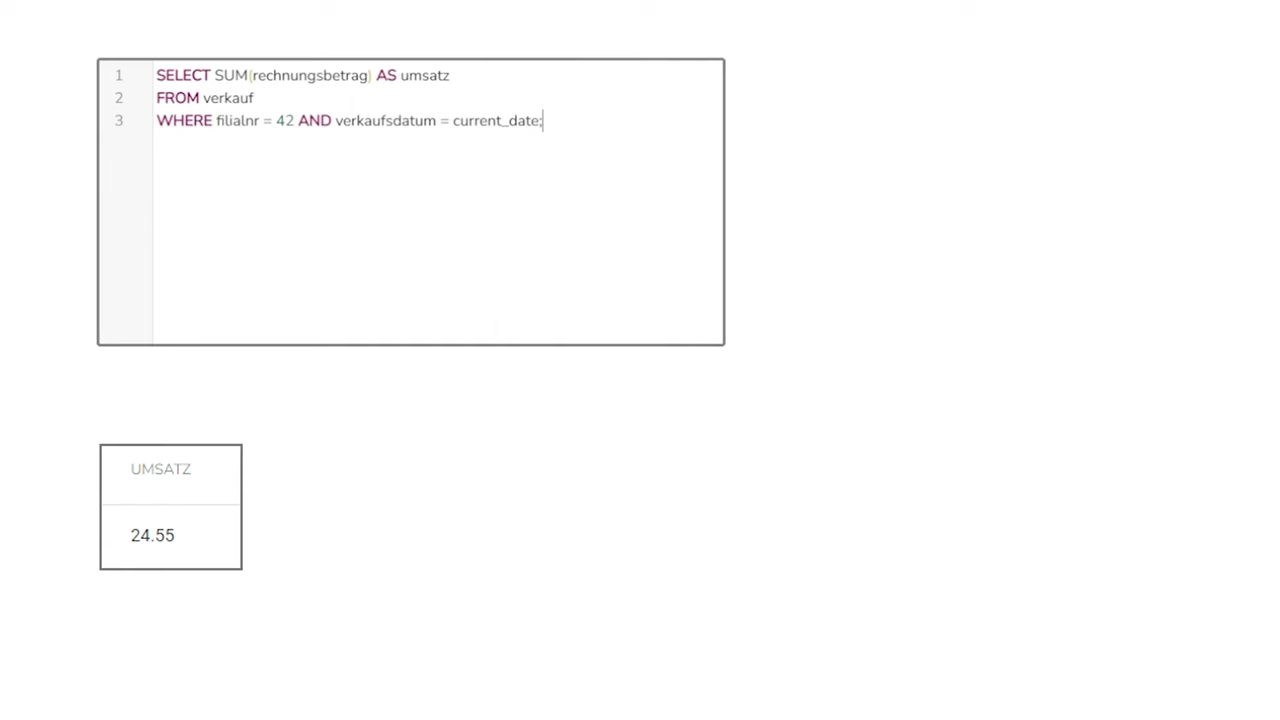 1 SELECT SUM(rechnungsbetrag) AS umsatz
2 FROM verkauf
3 WHERE filialnr = 42 AND verkaufsdatum = current_date;
UMSATZ
24.55